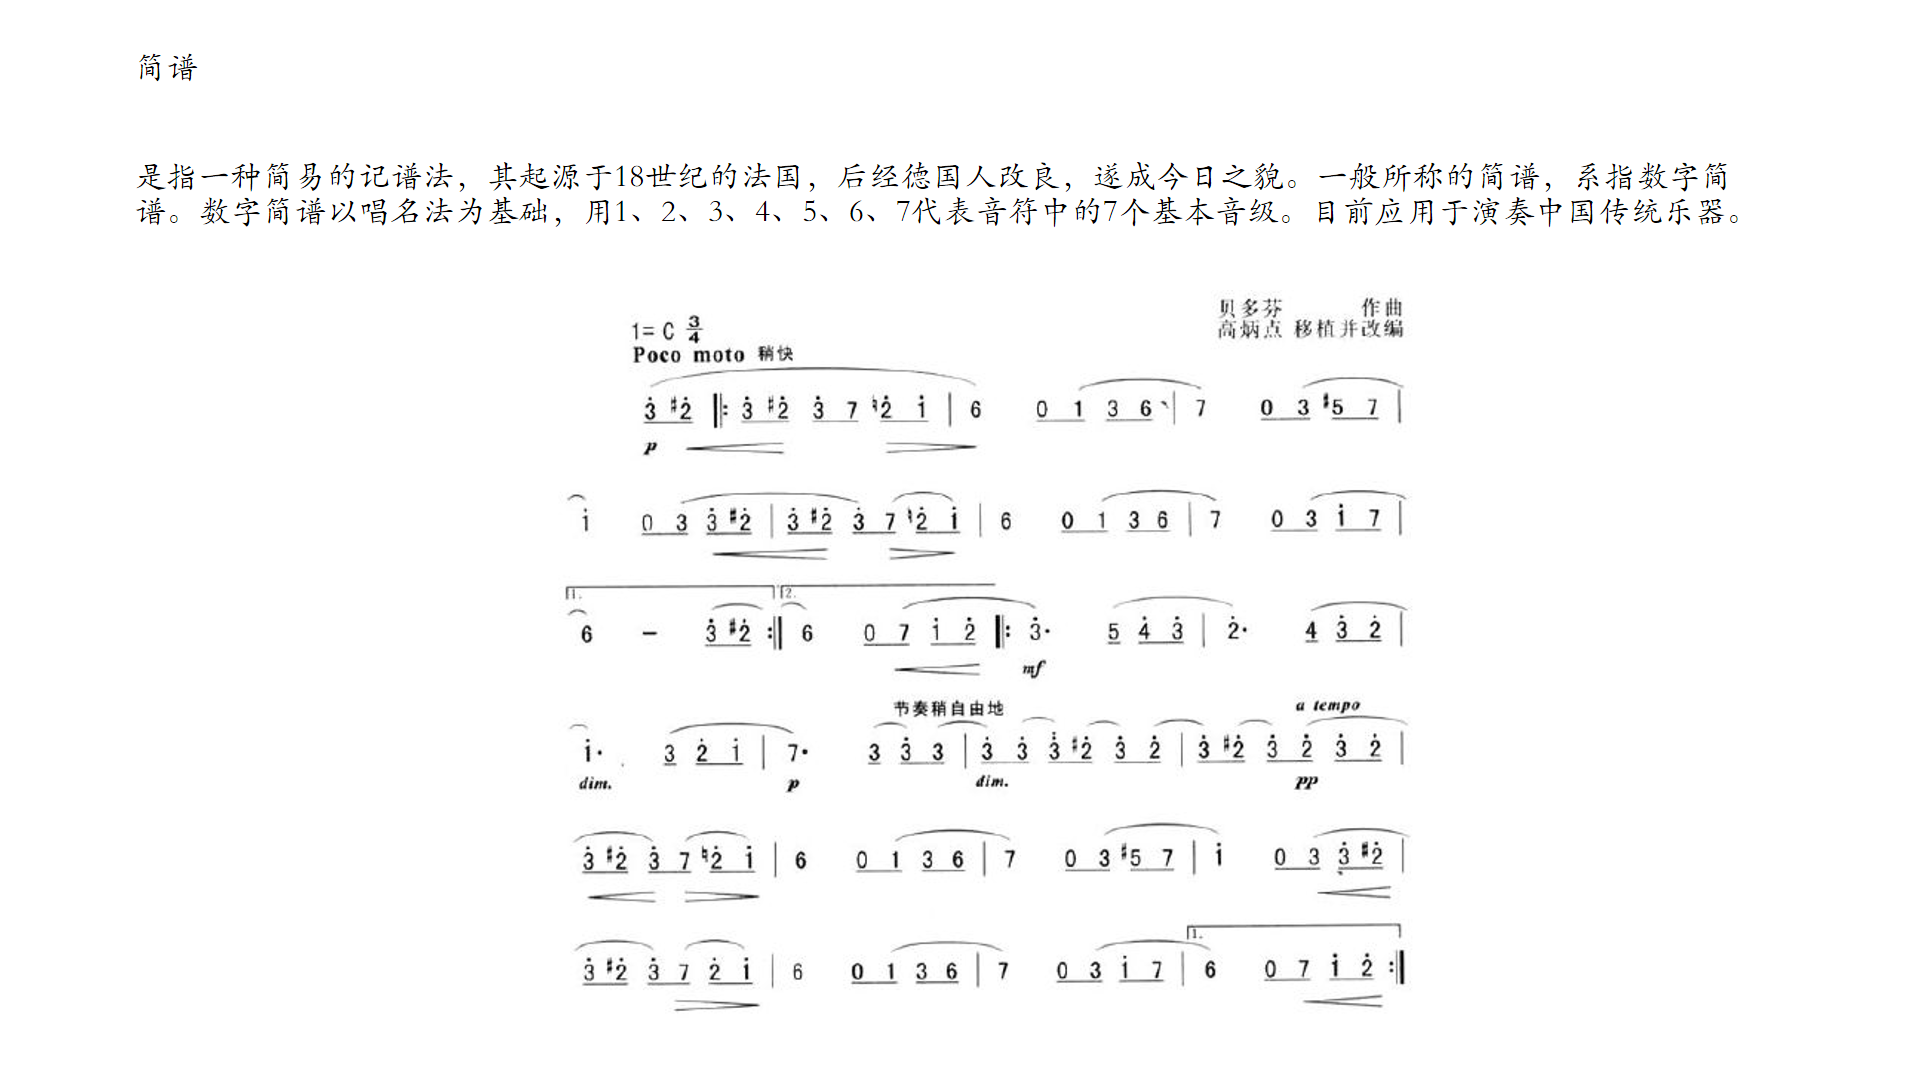 简谱
是指一种简易的记谱法，其起源于18世纪的法国，后经德国人改良，遂成今日之貌。一般所称的简谱，系指数字简
谱。数字简谱以唱名法为基础，用1、2、3、4、5、6、7代表音符中的7个基本音级。目前应用于演奏中国传统乐器。
贝多芬 作曲
1= C 3/4 高炳点 移植并改编
Poco moto 稍快
3 #2 ‖: 3 #2 3 7 ♮2 1 | 6 0 1 3 6 | 7 0 3 #5 7 |
p
1 0 3 3 #2 | 3 #2 3 7 ♮2 1 | 6 0 1 3 6 | 7 0 3 1 7 |
1. 2.
6 – 3 #2 :‖ 6 0 7 1 2 ‖: 3· 5 4 3 | 2· 4 3 2 |
mf
节奏稍自由地 a tempo
1· 3 2 1 | 7· 3 3 3 | 3 3 3 #2 3 2 | 3 #2 3 2 3 2 |
dim. p dim. pp
3 #2 3 7 ♮2 1 | 6 0 1 3 6 | 7 0 3 #5 7 | 1 0 3 3 #2 |
1.
3 #2 3 7 2 1 | 6 0 1 3 6 | 7 0 3 1 7 | 6 0 7 1 2 :‖